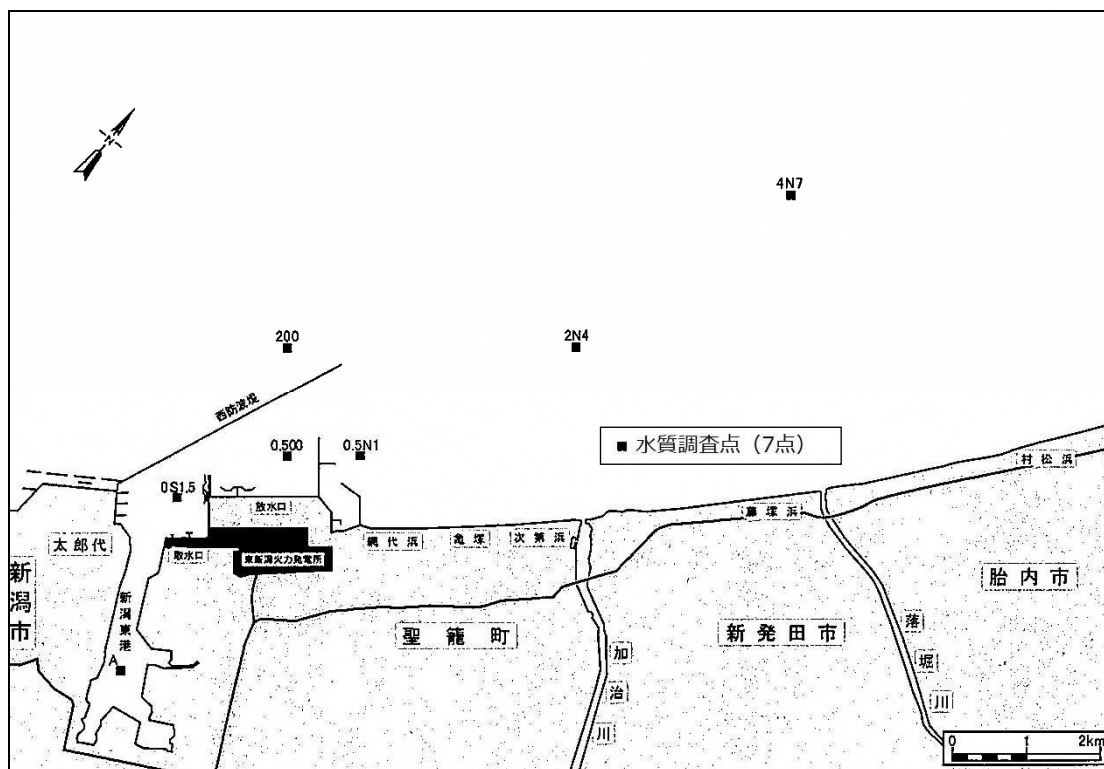 N
4N7
200
2N4
西防波堤
0.500
0.5N1
■ 水質調査点（7点）
村松浜
0S1.5
放水口
藤塚浜
太郎代
取水口
東新潟火力発電所
網代浜
亀塚
次第浜
新潟市
新潟東港
胎内市
聖籠町
新発田市
加治川
落堀川
A
0 1 2km